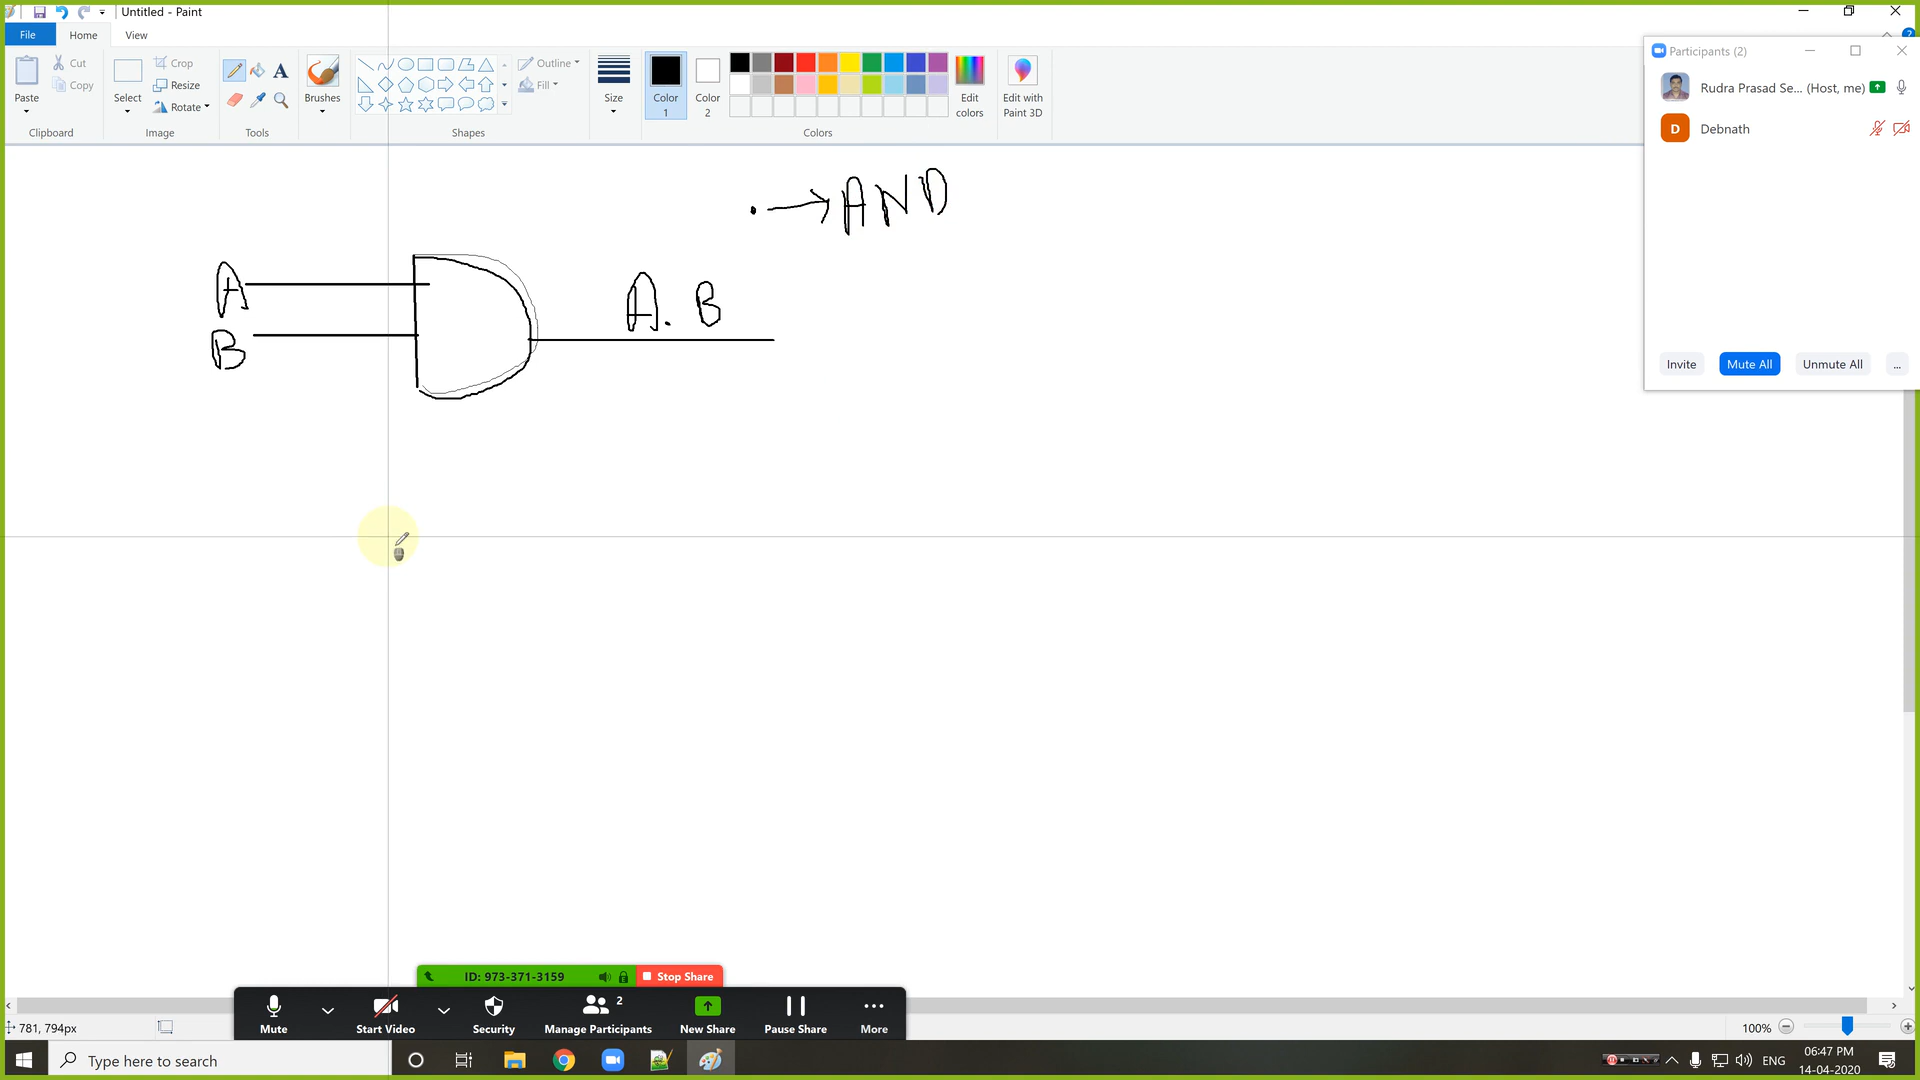 Untitled - Paint
File Home View
Participants (2)
Cut
Copy
Paste
Clipboard
Select
Crop
Resize
Rotate
Image
Tools
Brushes
Shapes
Outline
Fill
Size
Color 1
Color 2
Colors
Edit colors
Edit with Paint 3D
Rudra Prasad Se... (Host, me)
D Debnath
Invite Mute All Unmute All ...
. → AND
A
B
A. B
ID: 973-371-3159 Stop Share
Mute Start Video Security Manage Participants 2 New Share Pause Share More
781, 794px
100%
Type here to search
ENG
06:47 PM
14-04-2020